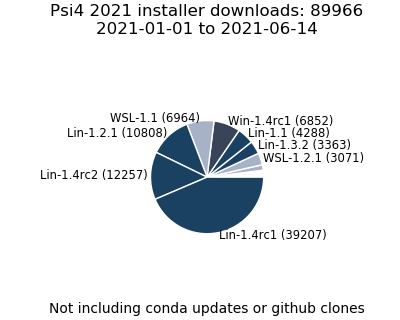 Psi4 2021 installer downloads: 89966
2021-01-01 to 2021-06-14
WSL-1.1 (6964)
Win-1.4rc1 (6852)
Lin-1.2.1 (10808)
Lin-1.1 (4288)
Lin-1.3.2 (3363)
WSL-1.2.1 (3071)
Lin-1.4rc2 (12257)
Lin-1.4rc1 (39207)
Not including conda updates or github clones